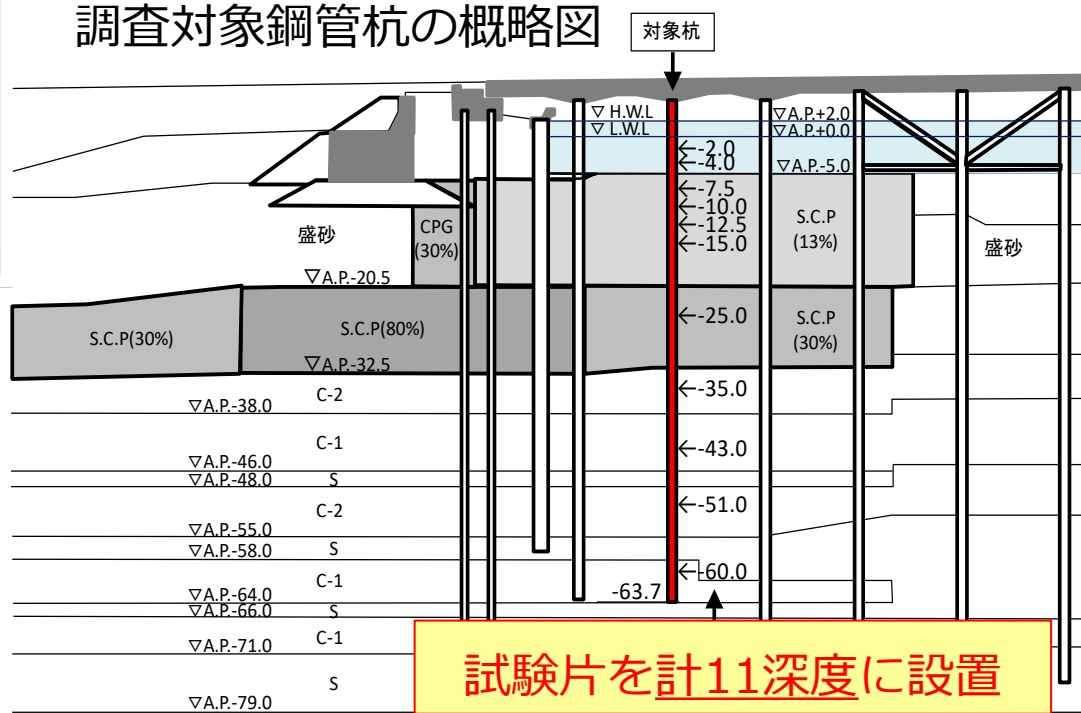 調査対象鋼管杭の概略図
対象杭
▽ H.W.L
▽ L.W.L
▽A.P.+2.0
▽A.P.+0.0
▽A.P.-5.0
←-2.0
←-4.0
←-7.5
←-10.0
←-12.5
←-15.0
←-25.0
←-35.0
←-43.0
←-51.0
←-60.0
-63.7
盛砂
CPG
(30%)
S.C.P
(13%)
盛砂
▽A.P.-20.5
S.C.P(30%)
S.C.P(80%)
S.C.P
(30%)
▽A.P.-32.5
C-2
▽A.P.-38.0
C-1
▽A.P.-46.0
▽A.P.-48.0
S
C-2
▽A.P.-55.0
▽A.P.-58.0
S
C-1
▽A.P.-64.0
▽A.P.-66.0
S
C-1
▽A.P.-71.0
S
▽A.P.-79.0
試験片を計11深度に設置